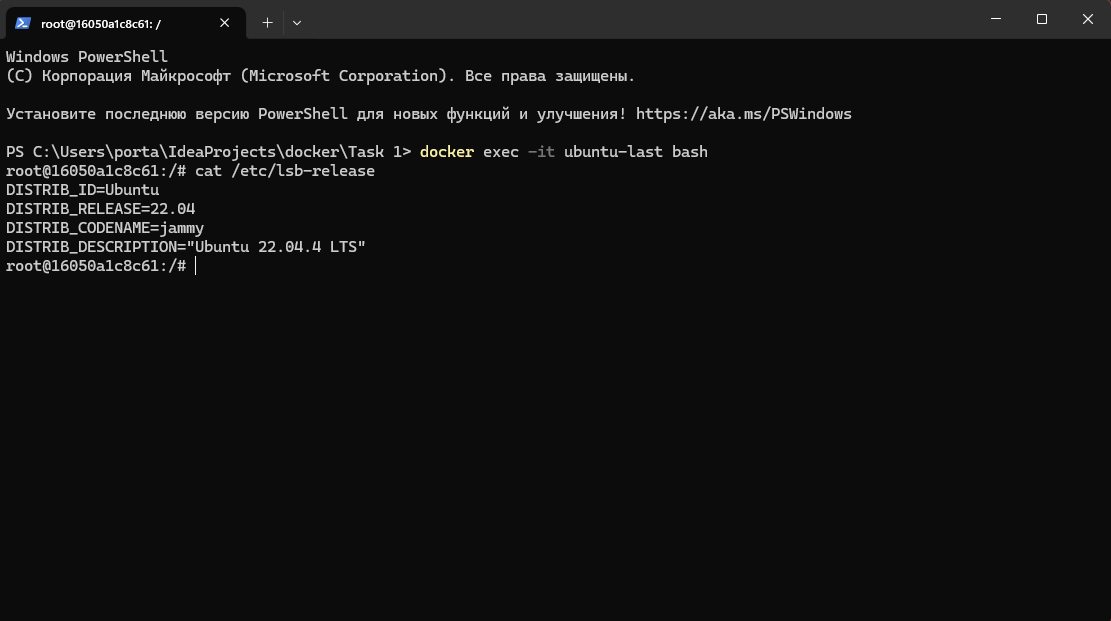 root@16050a1c8c61: /
Windows PowerShell
(C) Корпорация Майкрософт (Microsoft Corporation). Все права защищены.
Установите последнюю версию PowerShell для новых функций и улучшения! https://aka.ms/PSWindows
PS C:\Users\porta\IdeaProjects\docker\Task 1> docker exec -it ubuntu-last bash
root@16050a1c8c61:/# cat /etc/lsb-release
DISTRIB_ID=Ubuntu
DISTRIB_RELEASE=22.04
DISTRIB_CODENAME=jammy
DISTRIB_DESCRIPTION="Ubuntu 22.04.4 LTS"
root@16050a1c8c61:/#